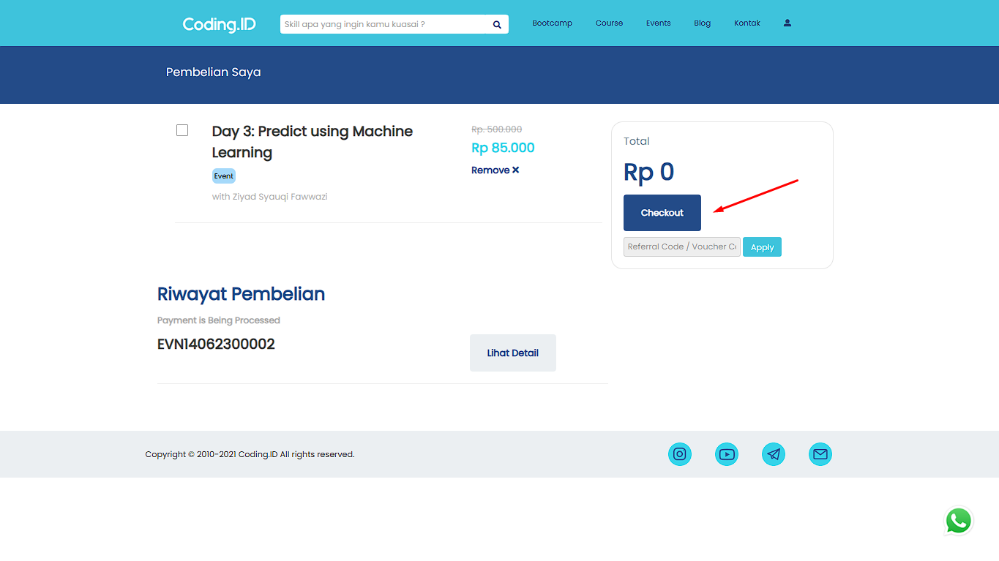 Coding.ID
Skill apa yang ingin kamu kuasai ?
Bootcamp
Course
Events
Blog
Kontak
Pembelian Saya
Day 3: Predict using Machine
Learning
Event
with Ziyad Syauqi Fawwazi
Rp. 500.000
Rp 85.000
Remove ×
Total
Rp 0
Checkout
Referral Code / Voucher
Apply
Riwayat Pembelian
Payment is Being Processed
EVN14062300002
Lihat Detail
Copyright © 2010-2021 Coding.ID All rights reserved.